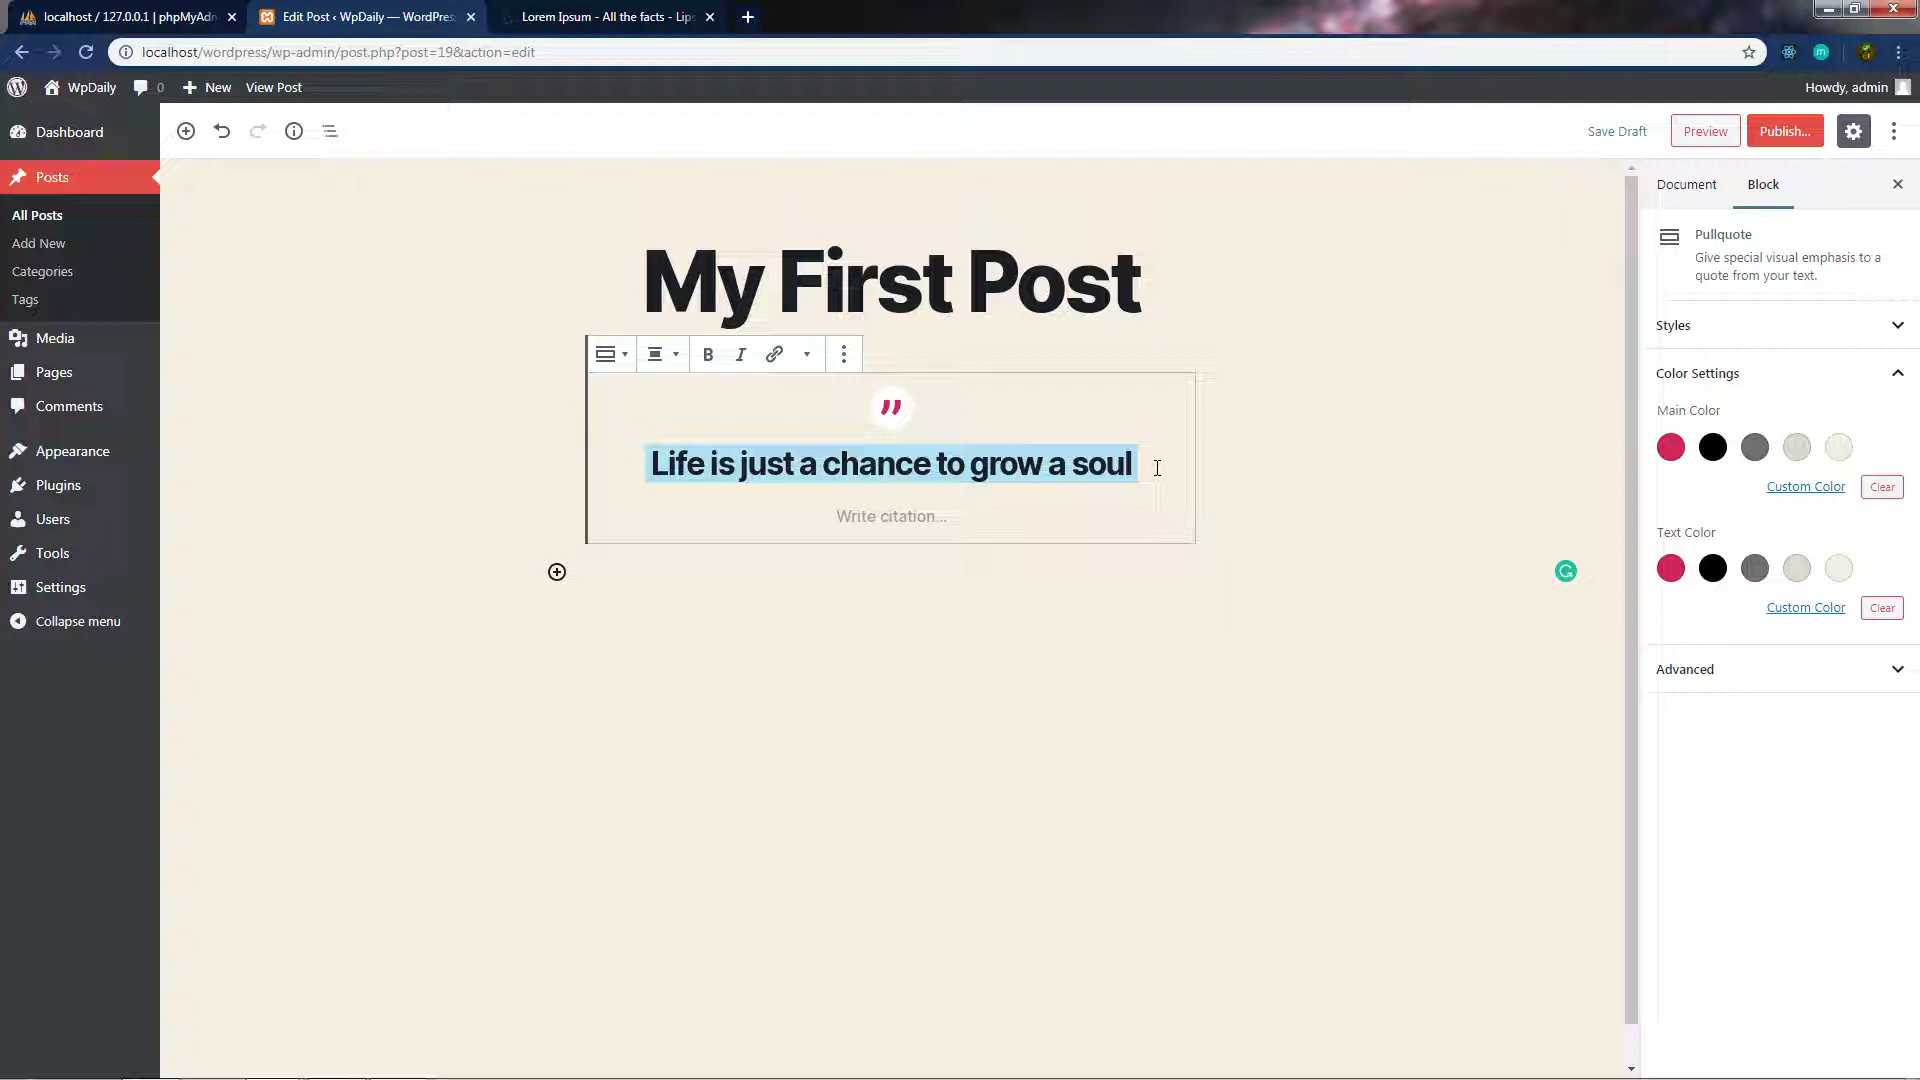 localhost / 127.0.0.1 | phpMyAdn
Edit Post ‹ WpDaily — WordPres
Lorem Ipsum - All the facts - Lips
localhost/wordpress/wp-admin/post.php?post=19&action=edit
WpDaily
0
New
View Post
Howdy, admin
Dashboard
Posts
All Posts
Add New
Categories
Tags
Media
Pages
Comments
Appearance
Plugins
Users
Tools
Settings
Collapse menu
Save Draft
Preview
Publish...
My First Post
B I
”
Life is just a chance to grow a soul
Write citation...
Document
Block
Pullquote
Give special visual emphasis to a
quote from your text.
Styles
Color Settings
Main Color
Custom Color
Clear
Text Color
Custom Color
Clear
Advanced